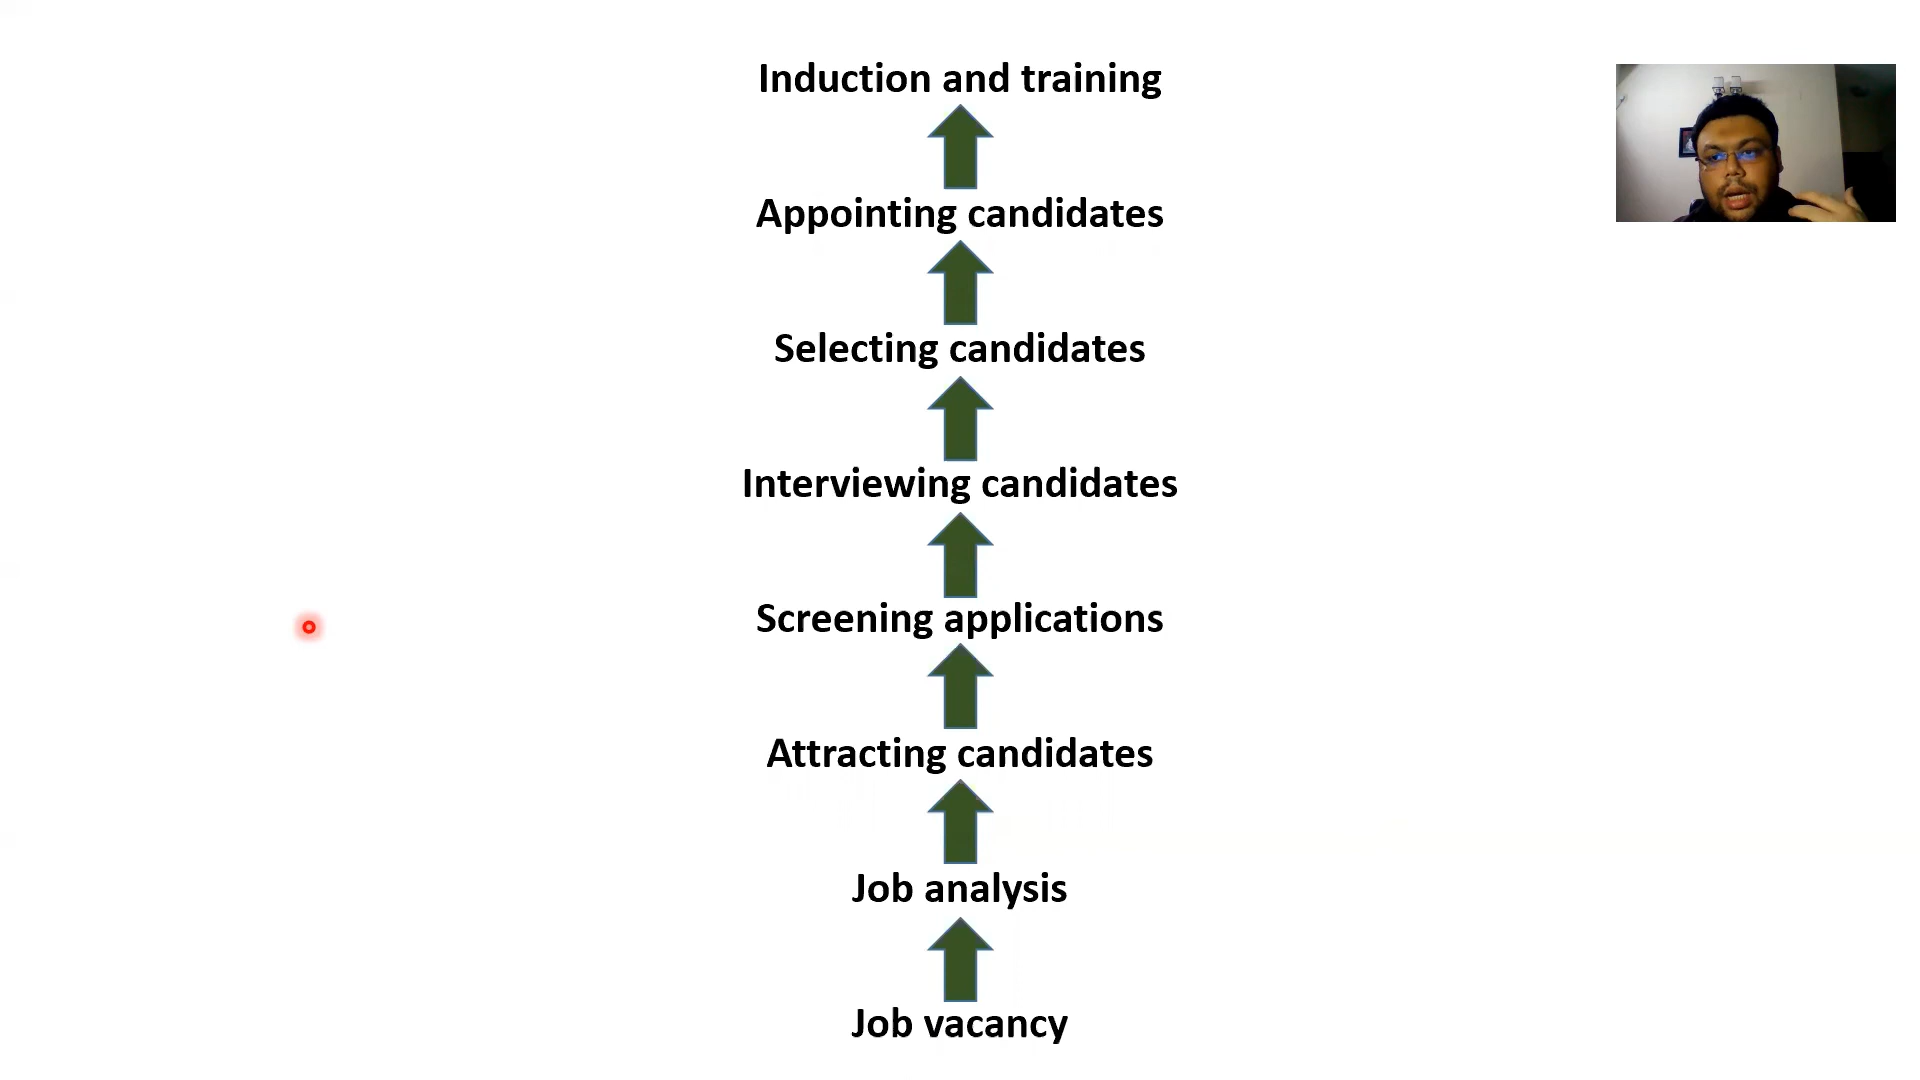 Induction and training
Appointing candidates
Selecting candidates
Interviewing candidates
Screening applications
Attracting candidates
Job analysis
Job vacancy